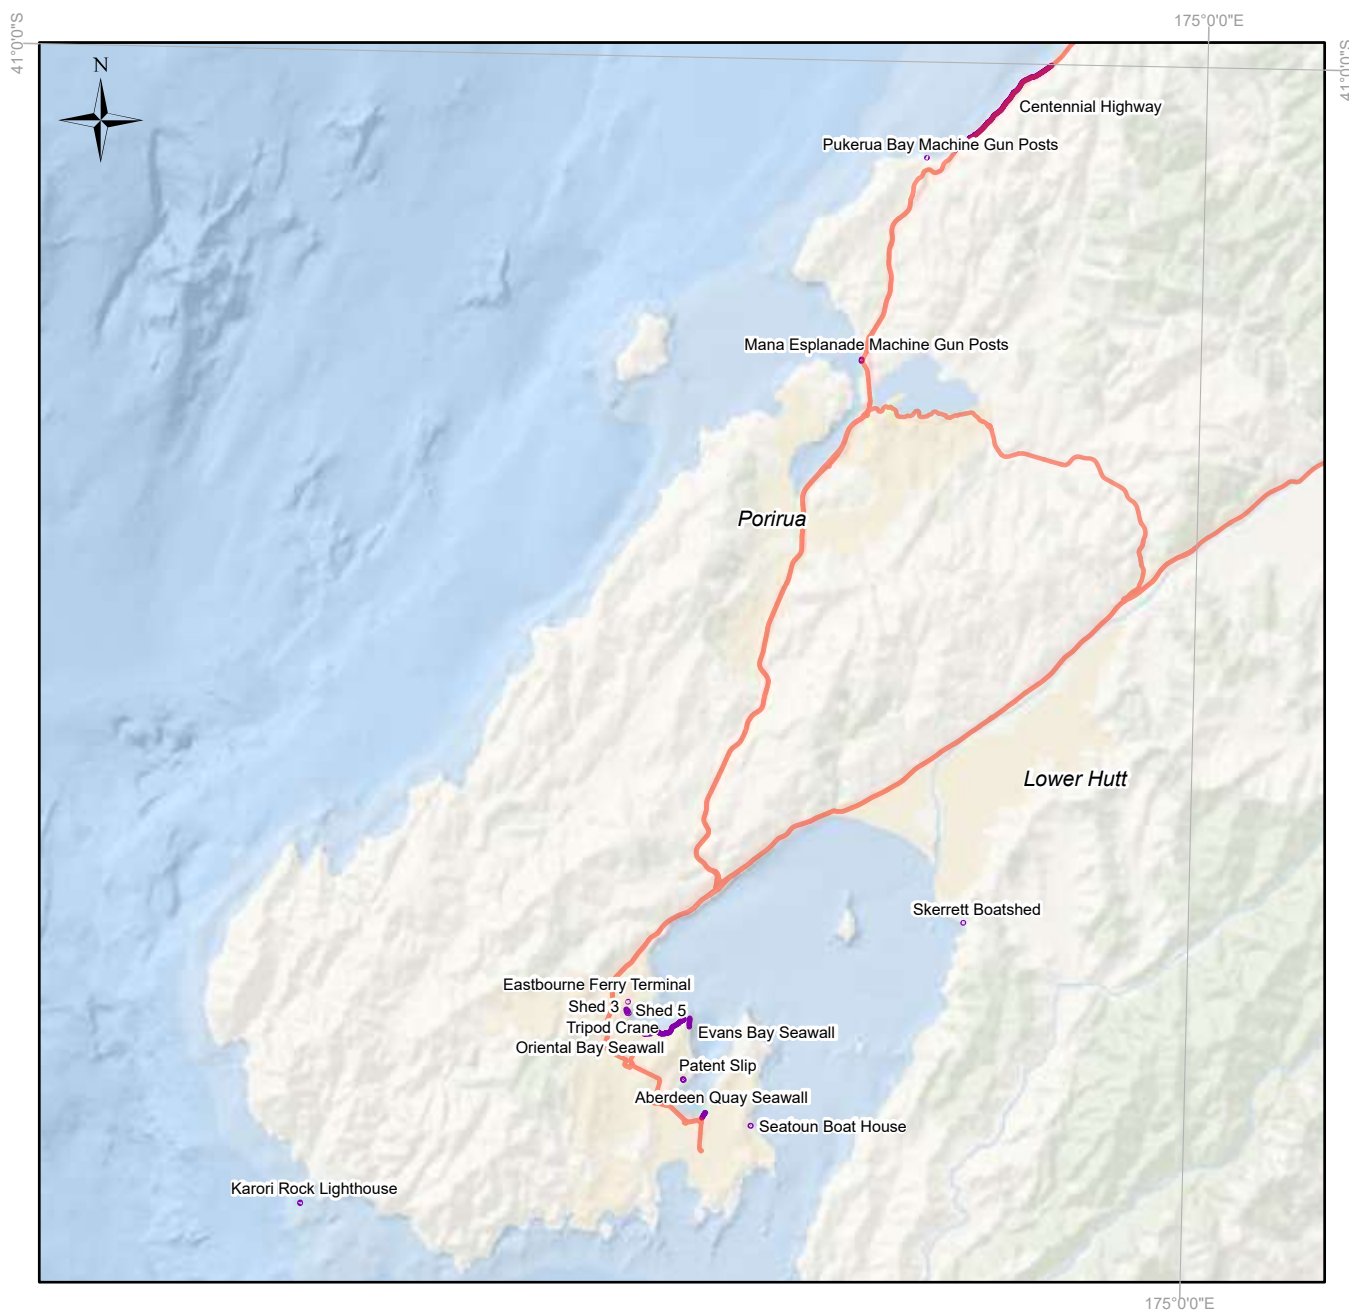 175°0'0"E
41°0'0"S
41°0'0"S
N
Centennial Highway
Pukerua Bay Machine Gun Posts
Mana Esplanade Machine Gun Posts
Porirua
Lower Hutt
Skerrett Boatshed
Eastbourne Ferry Terminal
Shed 3
Shed 5
Tripod Crane
Evans Bay Seawall
Oriental Bay Seawall
Patent Slip
Aberdeen Quay Seawall
Seatoun Boat House
Karori Rock Lighthouse
175°0'0"E